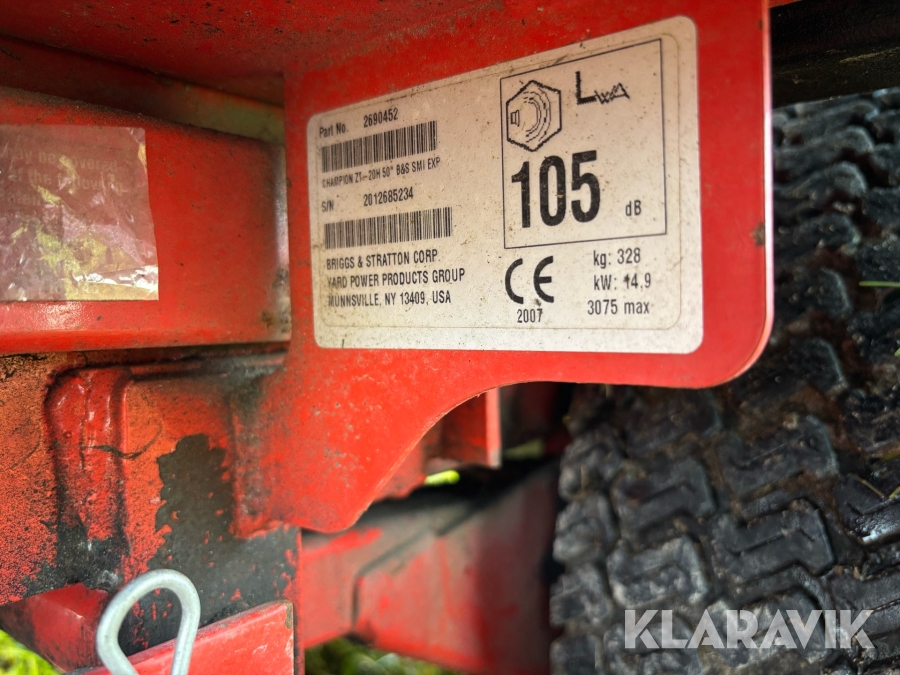 Part No. 2690452
CHAMPION ZT-20H 50" B&S SMI EXP
S/N 2012685234
BRIGGS & STRATTON CORP.
YARD POWER PRODUCTS GROUP
MUNNSVILLE, NY 13409, USA
LWA
105 dB
CE
2007
kg: 328
kW: 14,9
3075 max
KLARAVIK